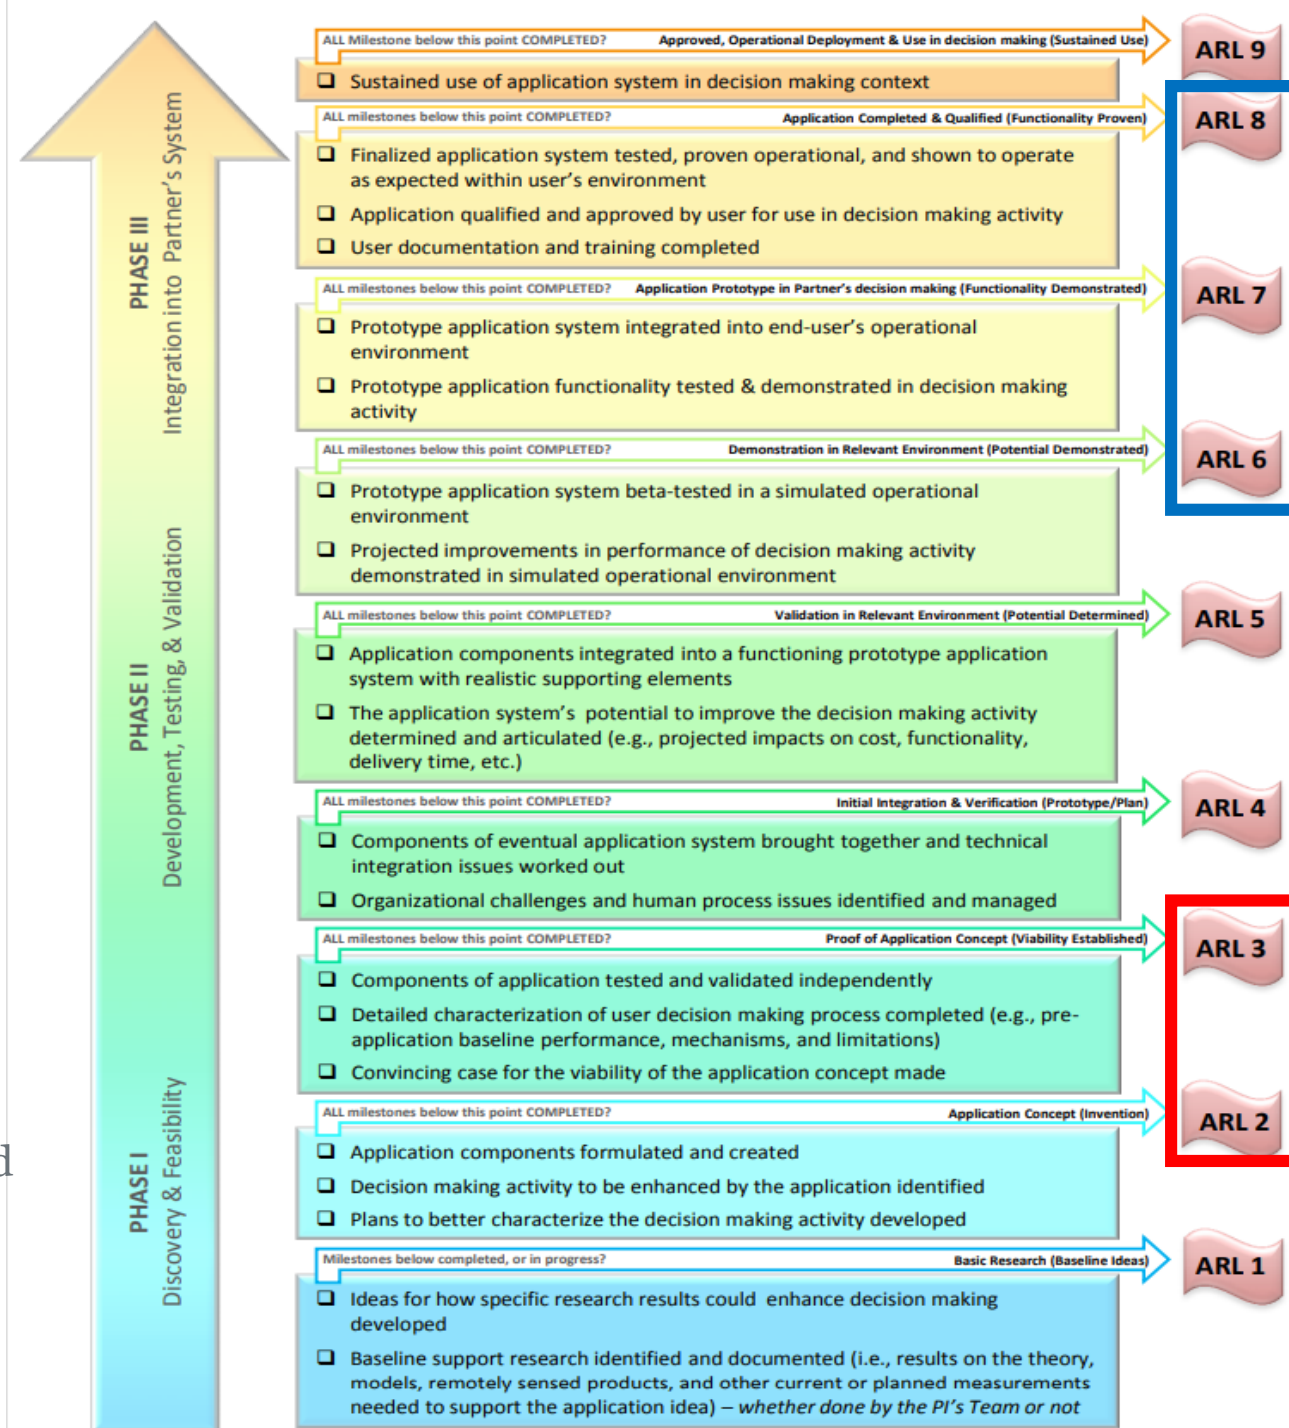 ALL Milestone below this point COMPLETED? Approved, Operational Deployment & Use in decision making (Sustained Use)
ARL 9
Sustained use of application system in decision making context
ALL milestones below this point COMPLETED? Application Completed & Qualified (Functionality Proven)
ARL 8
Finalized application system tested, proven operational, and shown to operate
as expected within user's environment
Application qualified and approved by user for use in decision making activity
User documentation and training completed
PHASE III
Integration into Partner's System
ALL milestones below this point COMPLETED? Application Prototype in Partner's decision making (Functionality Demonstrated)
ARL 7
Prototype application system integrated into end-user's operational
environment
Prototype application functionality tested & demonstrated in decision making
activity
ALL milestones below this point COMPLETED? Demonstration in Relevant Environment (Potential Demonstrated)
ARL 6
Prototype application system beta-tested in a simulated operational
environment
Projected improvements in performance of decision making activity
demonstrated in simulated operational environment
PHASE II
Development, Testing, & Validation
ALL milestones below this point COMPLETED? Validation in Relevant Environment (Potential Determined)
ARL 5
Application components integrated into a functioning prototype application
system with realistic supporting elements
The application system's potential to improve the decision making activity
determined and articulated (e.g., projected impacts on cost, functionality,
delivery time, etc.)
ALL milestones below this point COMPLETED? Initial Integration & Verification (Prototype/Plan)
ARL 4
Components of eventual application system brought together and technical
integration issues worked out
Organizational challenges and human process issues identified and managed
ALL milestones below this point COMPLETED? Proof of Application Concept (Viability Established)
ARL 3
Components of application tested and validated independently
Detailed characterization of user decision making process completed (e.g., pre-
application baseline performance, mechanisms, and limitations)
Convincing case for the viability of the application concept made
PHASE I
Discovery & Feasibility
ALL milestones below this point COMPLETED? Application Concept (Invention)
ARL 2
Application components formulated and created
Decision making activity to be enhanced by the application identified
Plans to better characterize the decision making activity developed
Milestones below completed, or in progress? Basic Research (Baseline Ideas)
ARL 1
Ideas for how specific research results could enhance decision making
developed
Baseline support research identified and documented (i.e., results on the theory,
models, remotely sensed products, and other current or planned measurements
needed to support the application idea) – whether done by the PI's Team or not